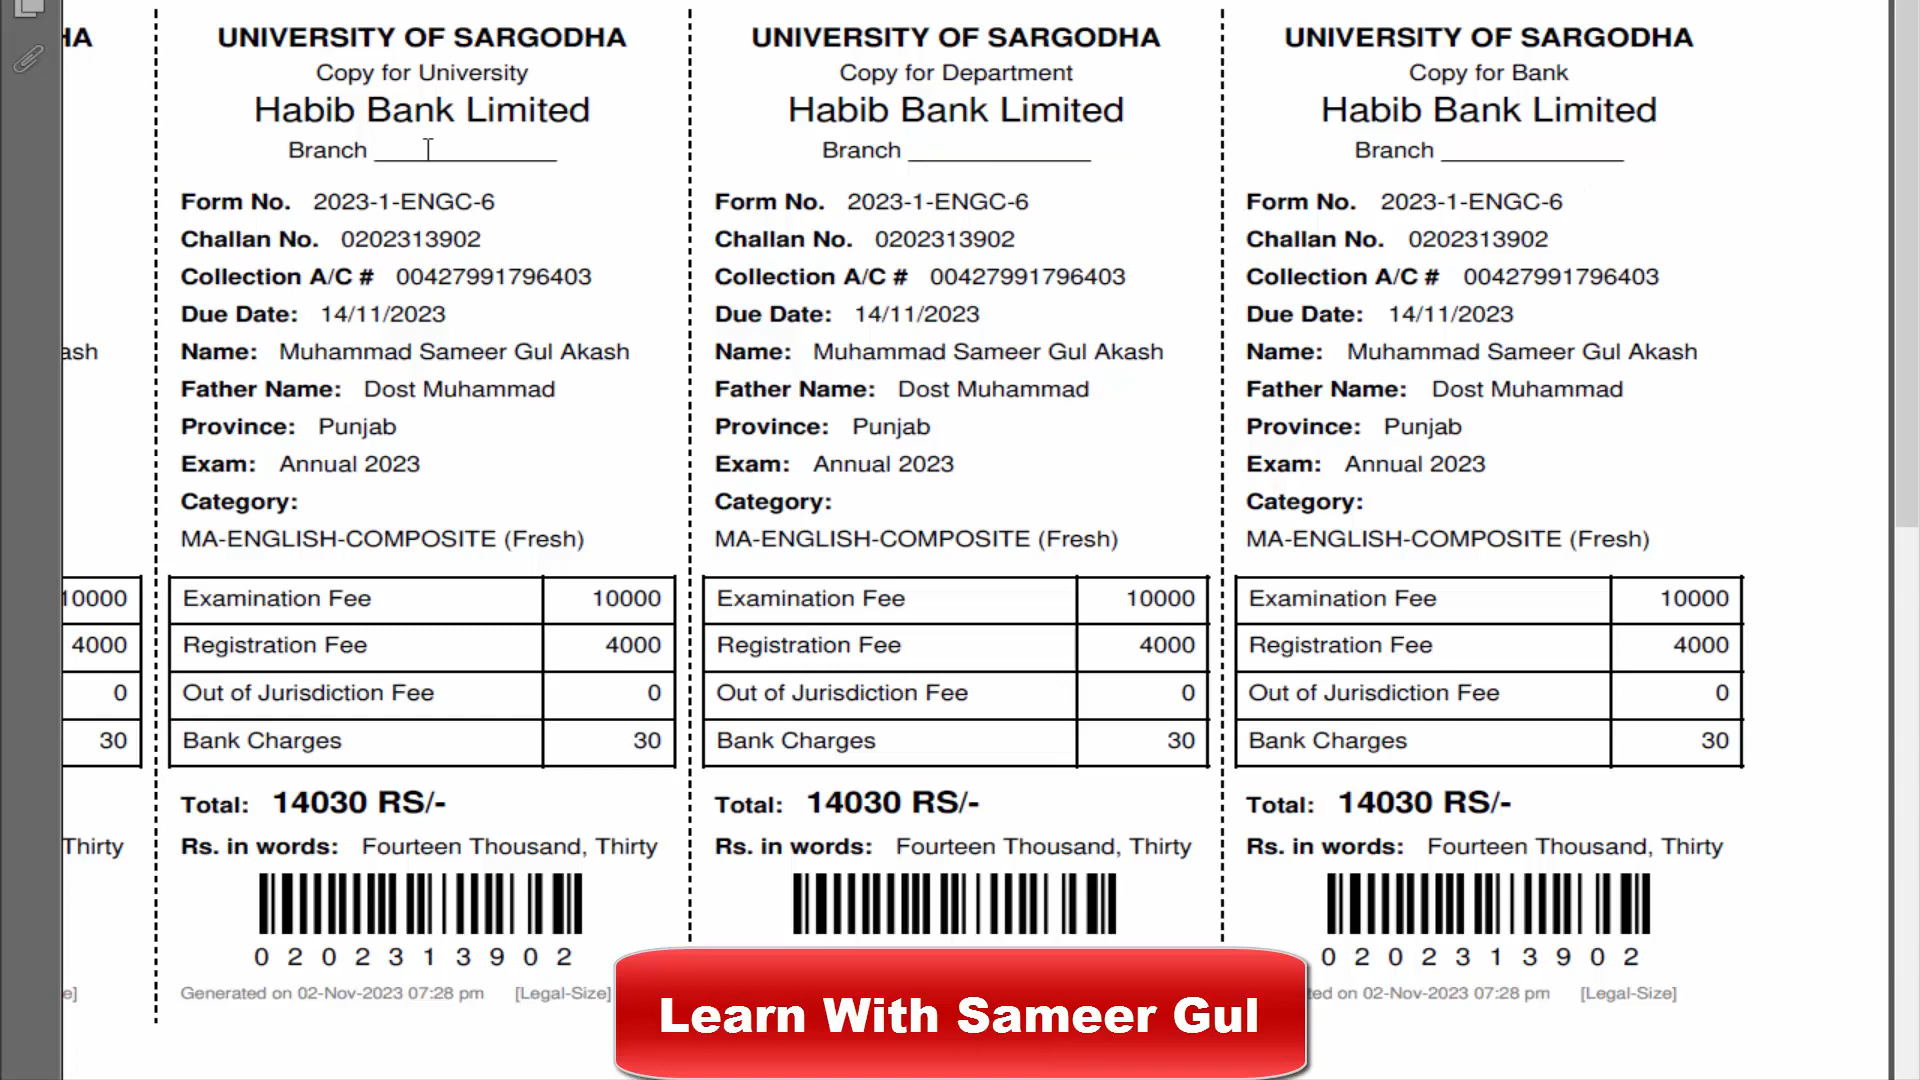 HA
ash
10000
4000
0
30
Thirty
e]
UNIVERSITY OF SARGODHA
Copy for University
Habib Bank Limited
Branch ______________
Form No. 2023-1-ENGC-6
Challan No. 0202313902
Collection A/C # 00427991796403
Due Date: 14/11/2023
Name: Muhammad Sameer Gul Akash
Father Name: Dost Muhammad
Province: Punjab
Exam: Annual 2023
Category:
MA-ENGLISH-COMPOSITE (Fresh)
Examination Fee 10000
Registration Fee 4000
Out of Jurisdiction Fee 0
Bank Charges 30
Total: 14030 RS/-
Rs. in words: Fourteen Thousand, Thirty
0 2 0 2 3 1 3 9 0 2
Generated on 02-Nov-2023 07:28 pm [Legal-Size]
UNIVERSITY OF SARGODHA
Copy for Department
Habib Bank Limited
Branch ______________
Form No. 2023-1-ENGC-6
Challan No. 0202313902
Collection A/C # 00427991796403
Due Date: 14/11/2023
Name: Muhammad Sameer Gul Akash
Father Name: Dost Muhammad
Province: Punjab
Exam: Annual 2023
Category:
MA-ENGLISH-COMPOSITE (Fresh)
Examination Fee 10000
Registration Fee 4000
Out of Jurisdiction Fee 0
Bank Charges 30
Total: 14030 RS/-
Rs. in words: Fourteen Thousand, Thirty
UNIVERSITY OF SARGODHA
Copy for Bank
Habib Bank Limited
Branch ______________
Form No. 2023-1-ENGC-6
Challan No. 0202313902
Collection A/C # 00427991796403
Due Date: 14/11/2023
Name: Muhammad Sameer Gul Akash
Father Name: Dost Muhammad
Province: Punjab
Exam: Annual 2023
Category:
MA-ENGLISH-COMPOSITE (Fresh)
Examination Fee 10000
Registration Fee 4000
Out of Jurisdiction Fee 0
Bank Charges 30
Total: 14030 RS/-
Rs. in words: Fourteen Thousand, Thirty
0 2 0 2 3 1 3 9 0 2
ted on 02-Nov-2023 07:28 pm [Legal-Size]
Learn With Sameer Gul